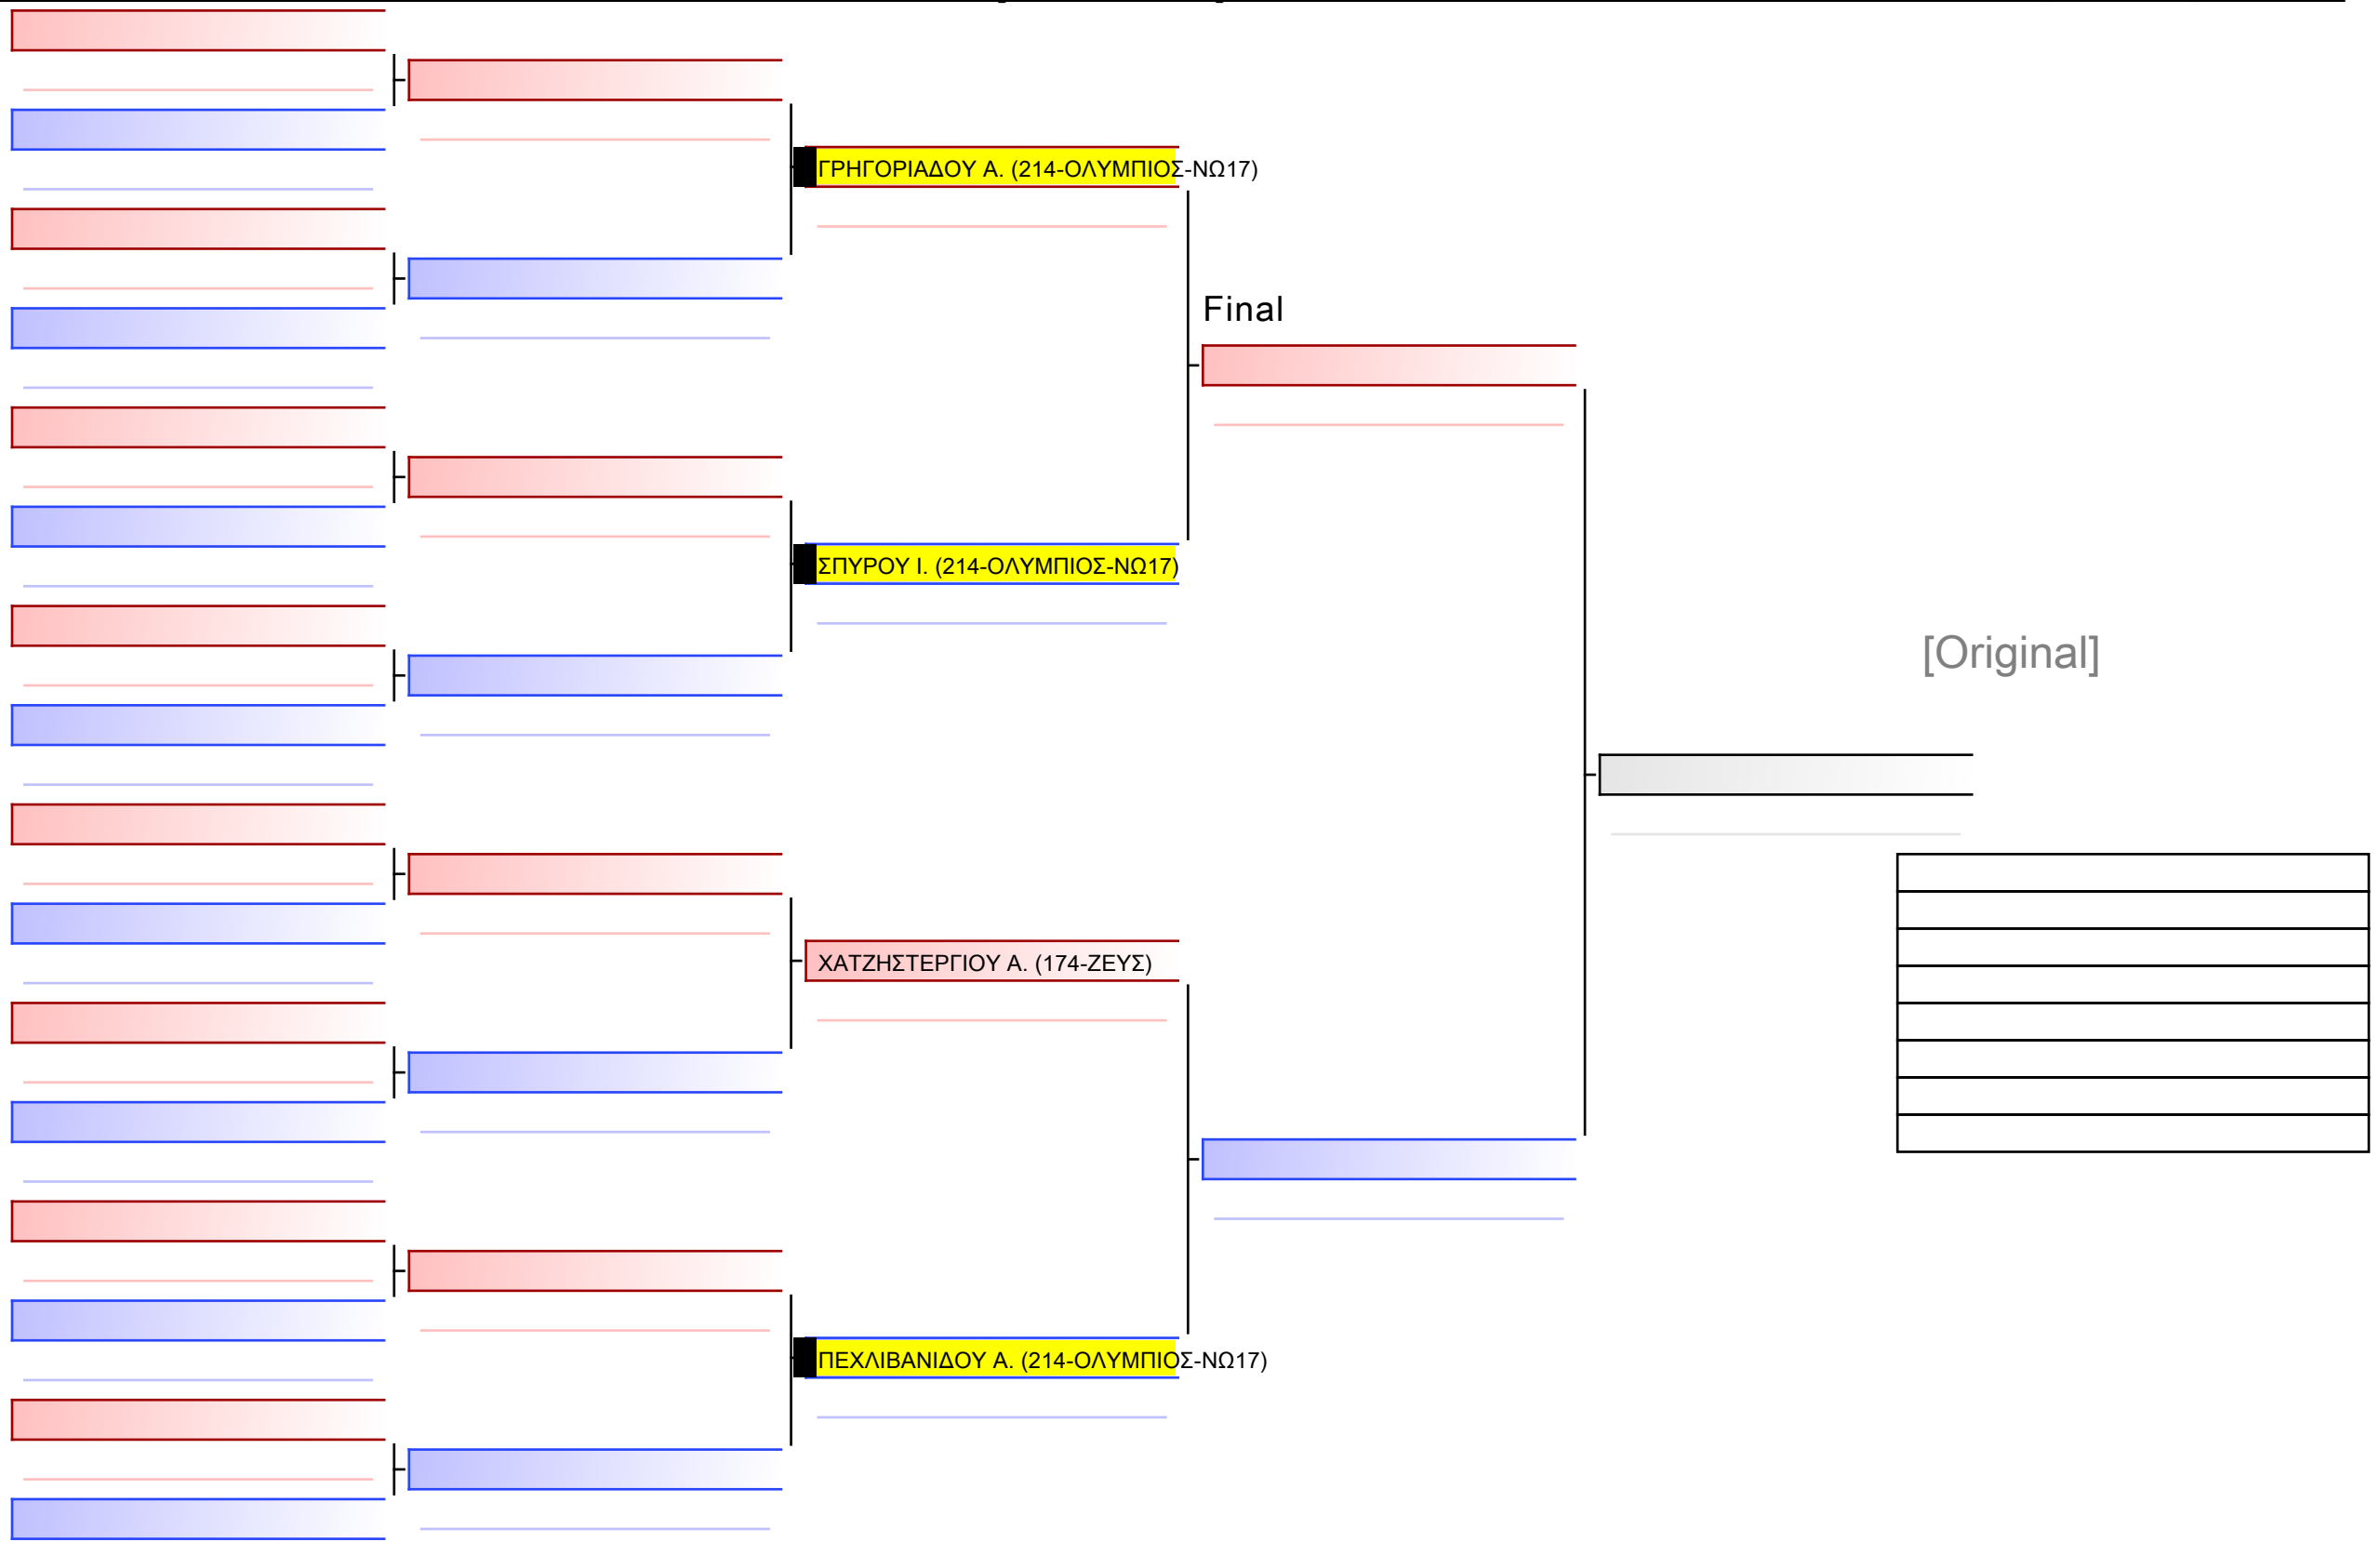 ΓΡΗΓΟΡΙΑΔΟΥ Α. (214-ΟΛΥΜΠΙΟΣ-ΝΩ17)
Final
ΣΠΥΡΟΥ Ι. (214-ΟΛΥΜΠΙΟΣ-ΝΩ17)
[Original]
ΧΑΤΖΗΣΤΕΡΓΙΟΥ Α. (174-ΖΕΥΣ)
ΠΕΧΛΙΒΑΝΙΔΟΥ Α. (214-ΟΛΥΜΠΙΟΣ-ΝΩ17)